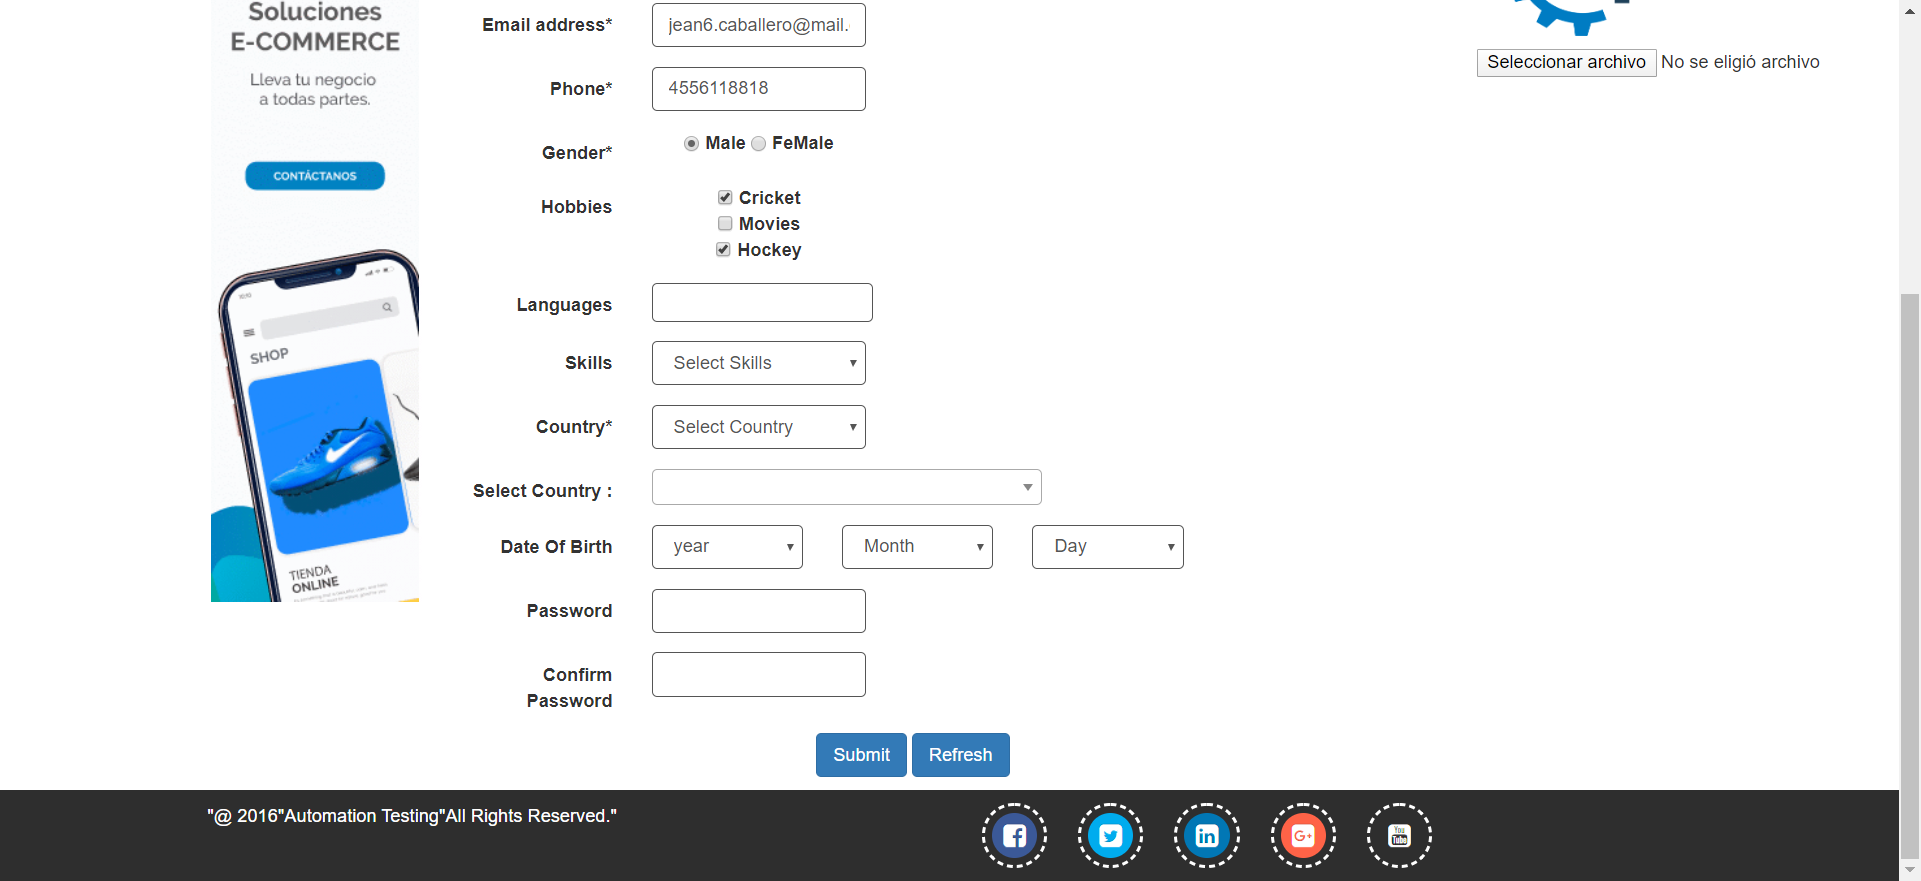 Soluciones
E-COMMERCE
Lleva tu negocio
a todas partes.
CONTÁCTANOS
SHOP
TIENDA
ONLINE
Email address*
jean6.caballero@mail.
Phone*
4556118818
Gender*
Male FeMale
Hobbies
Cricket
Movies
Hockey
Languages
Skills
Select Skills
Country*
Select Country
Select Country :
Date Of Birth
year Month Day
Password
Confirm
Password
Submit Refresh
Seleccionar archivo No se eligió archivo
"@ 2016"Automation Testing"All Rights Reserved."
f in G+ You Tube